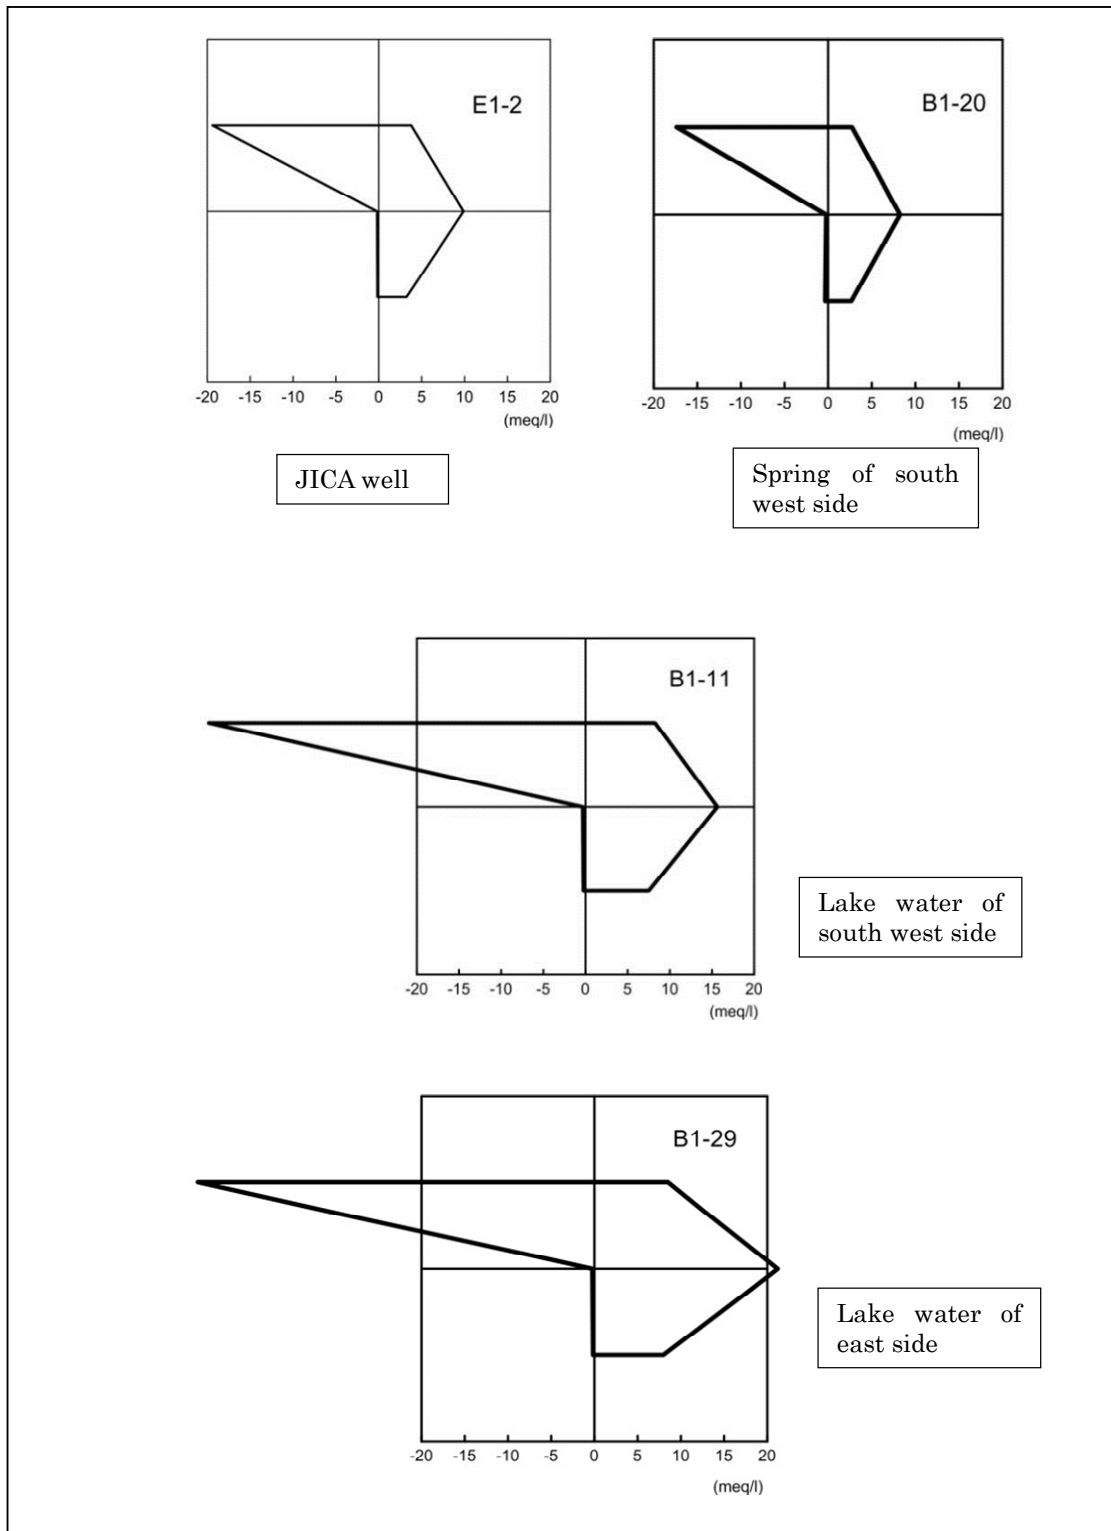 E1-2
-20 -15 -10 -5 0 5 10 15 20
(meq/l)
JICA well
B1-20
-20 -15 -10 -5 0 5 10 15 20
(meq/l)
Spring of south
west side
B1-11
-20 -15 -10 -5 0 5 10 15 20
(meq/l)
Lake water of
south west side
B1-29
-20 -15 -10 -5 0 5 10 15 20
(meq/l)
Lake water of
east side